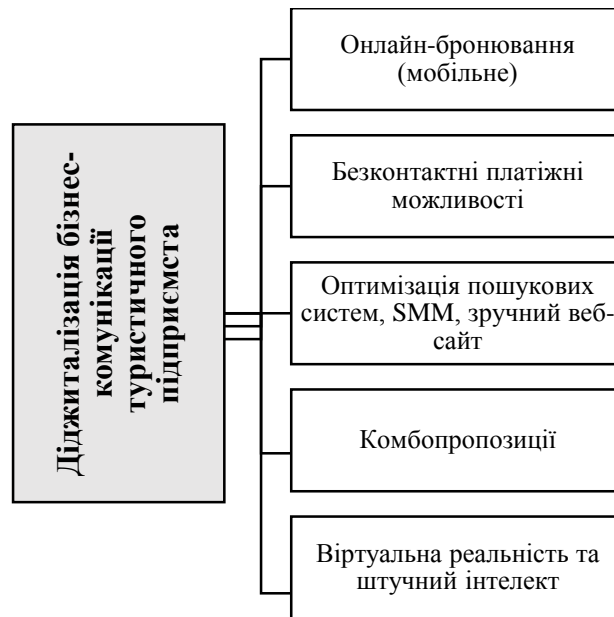 Діджиталізація бізнес-
комунікації
туристичного
підприємста
Онлайн-бронювання
(мобільне)
Безконтактні платіжні
можливості
Оптимізація пошукових
систем, SMM, зручний веб-
сайт
Комбопропозиції
Віртуальна реальність та
штучний інтелект